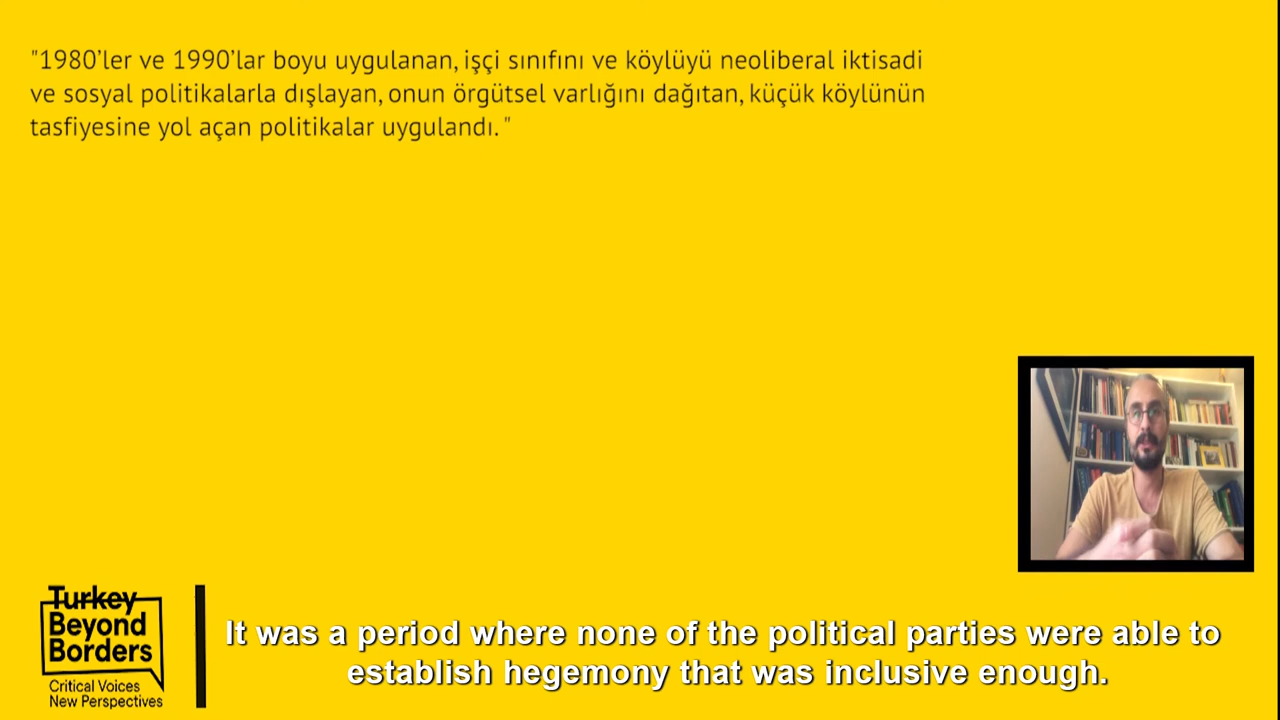 "1980’ler ve 1990’lar boyu uygulanan, işçi sınıfını ve köylüyü neoliberal iktisadi
ve sosyal politikalarla dışlayan, onun örgütsel varlığını dağıtan, küçük köylünün
tasfiyesine yol açan politikalar uygulandı. "
Turkey
Beyond
Borders
Critical Voices
New Perspectives
It was a period where none of the political parties were able to
establish hegemony that was inclusive enough.